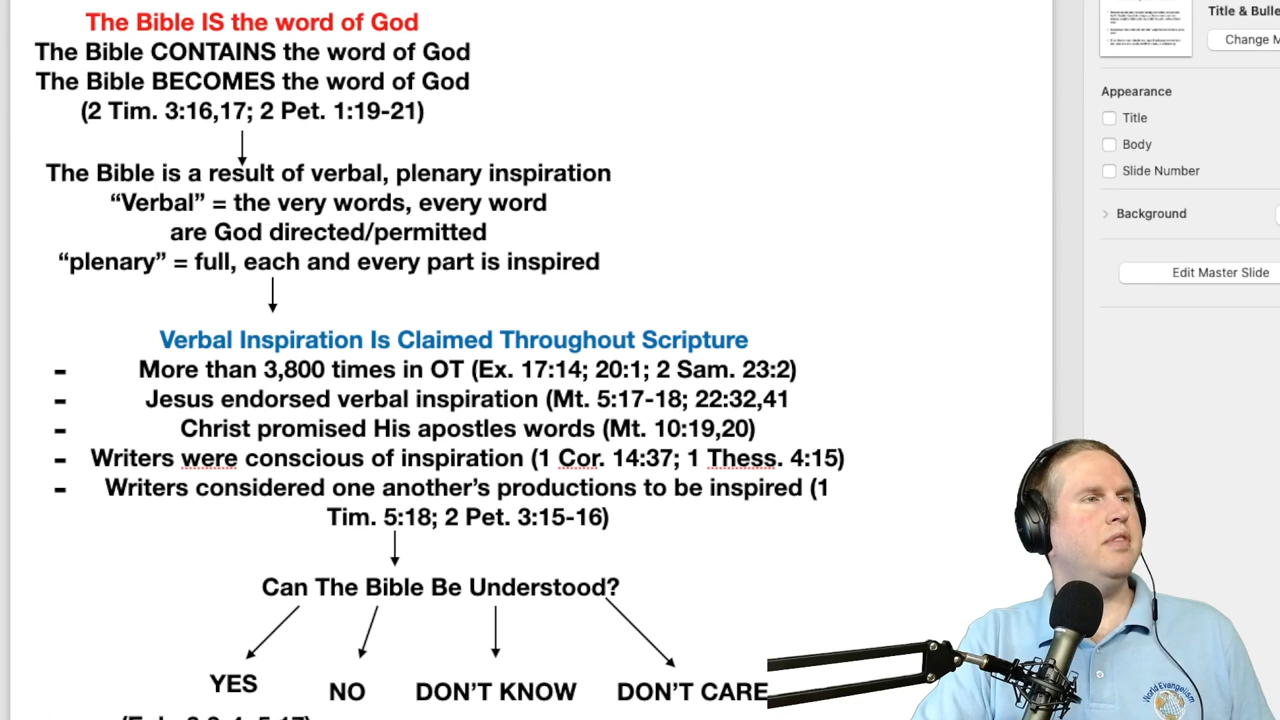 The Bible IS the word of God
The Bible CONTAINS the word of God
The Bible BECOMES the word of God
(2 Tim. 3:16,17; 2 Pet. 1:19-21)
The Bible is a result of verbal, plenary inspiration
“Verbal” = the very words, every word
are God directed/permitted
“plenary” = full, each and every part is inspired
Verbal Inspiration Is Claimed Throughout Scripture
- More than 3,800 times in OT (Ex. 17:14; 20:1; 2 Sam. 23:2)
- Jesus endorsed verbal inspiration (Mt. 5:17-18; 22:32,41
- Christ promised His apostles words (Mt. 10:19,20)
- Writers were conscious of inspiration (1 Cor. 14:37; 1 Thess. 4:15)
- Writers considered one another’s productions to be inspired (1
Tim. 5:18; 2 Pet. 3:15-16)
Can The Bible Be Understood?
YES
NO
DON’T KNOW
DON’T CARE
Title & Bulle
Change M
Appearance
Title
Body
Slide Number
Background
Edit Master Slide
World Evangelism